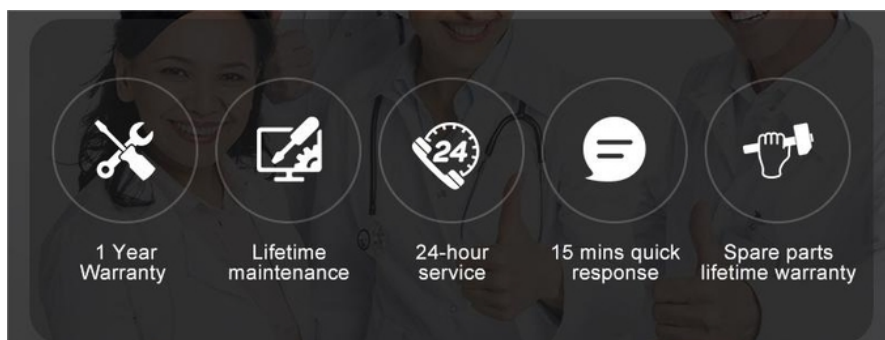 24
1 Year
Warranty
Lifetime
maintenance
24-hour
service
15 mins quick
response
Spare parts
lifetime warranty